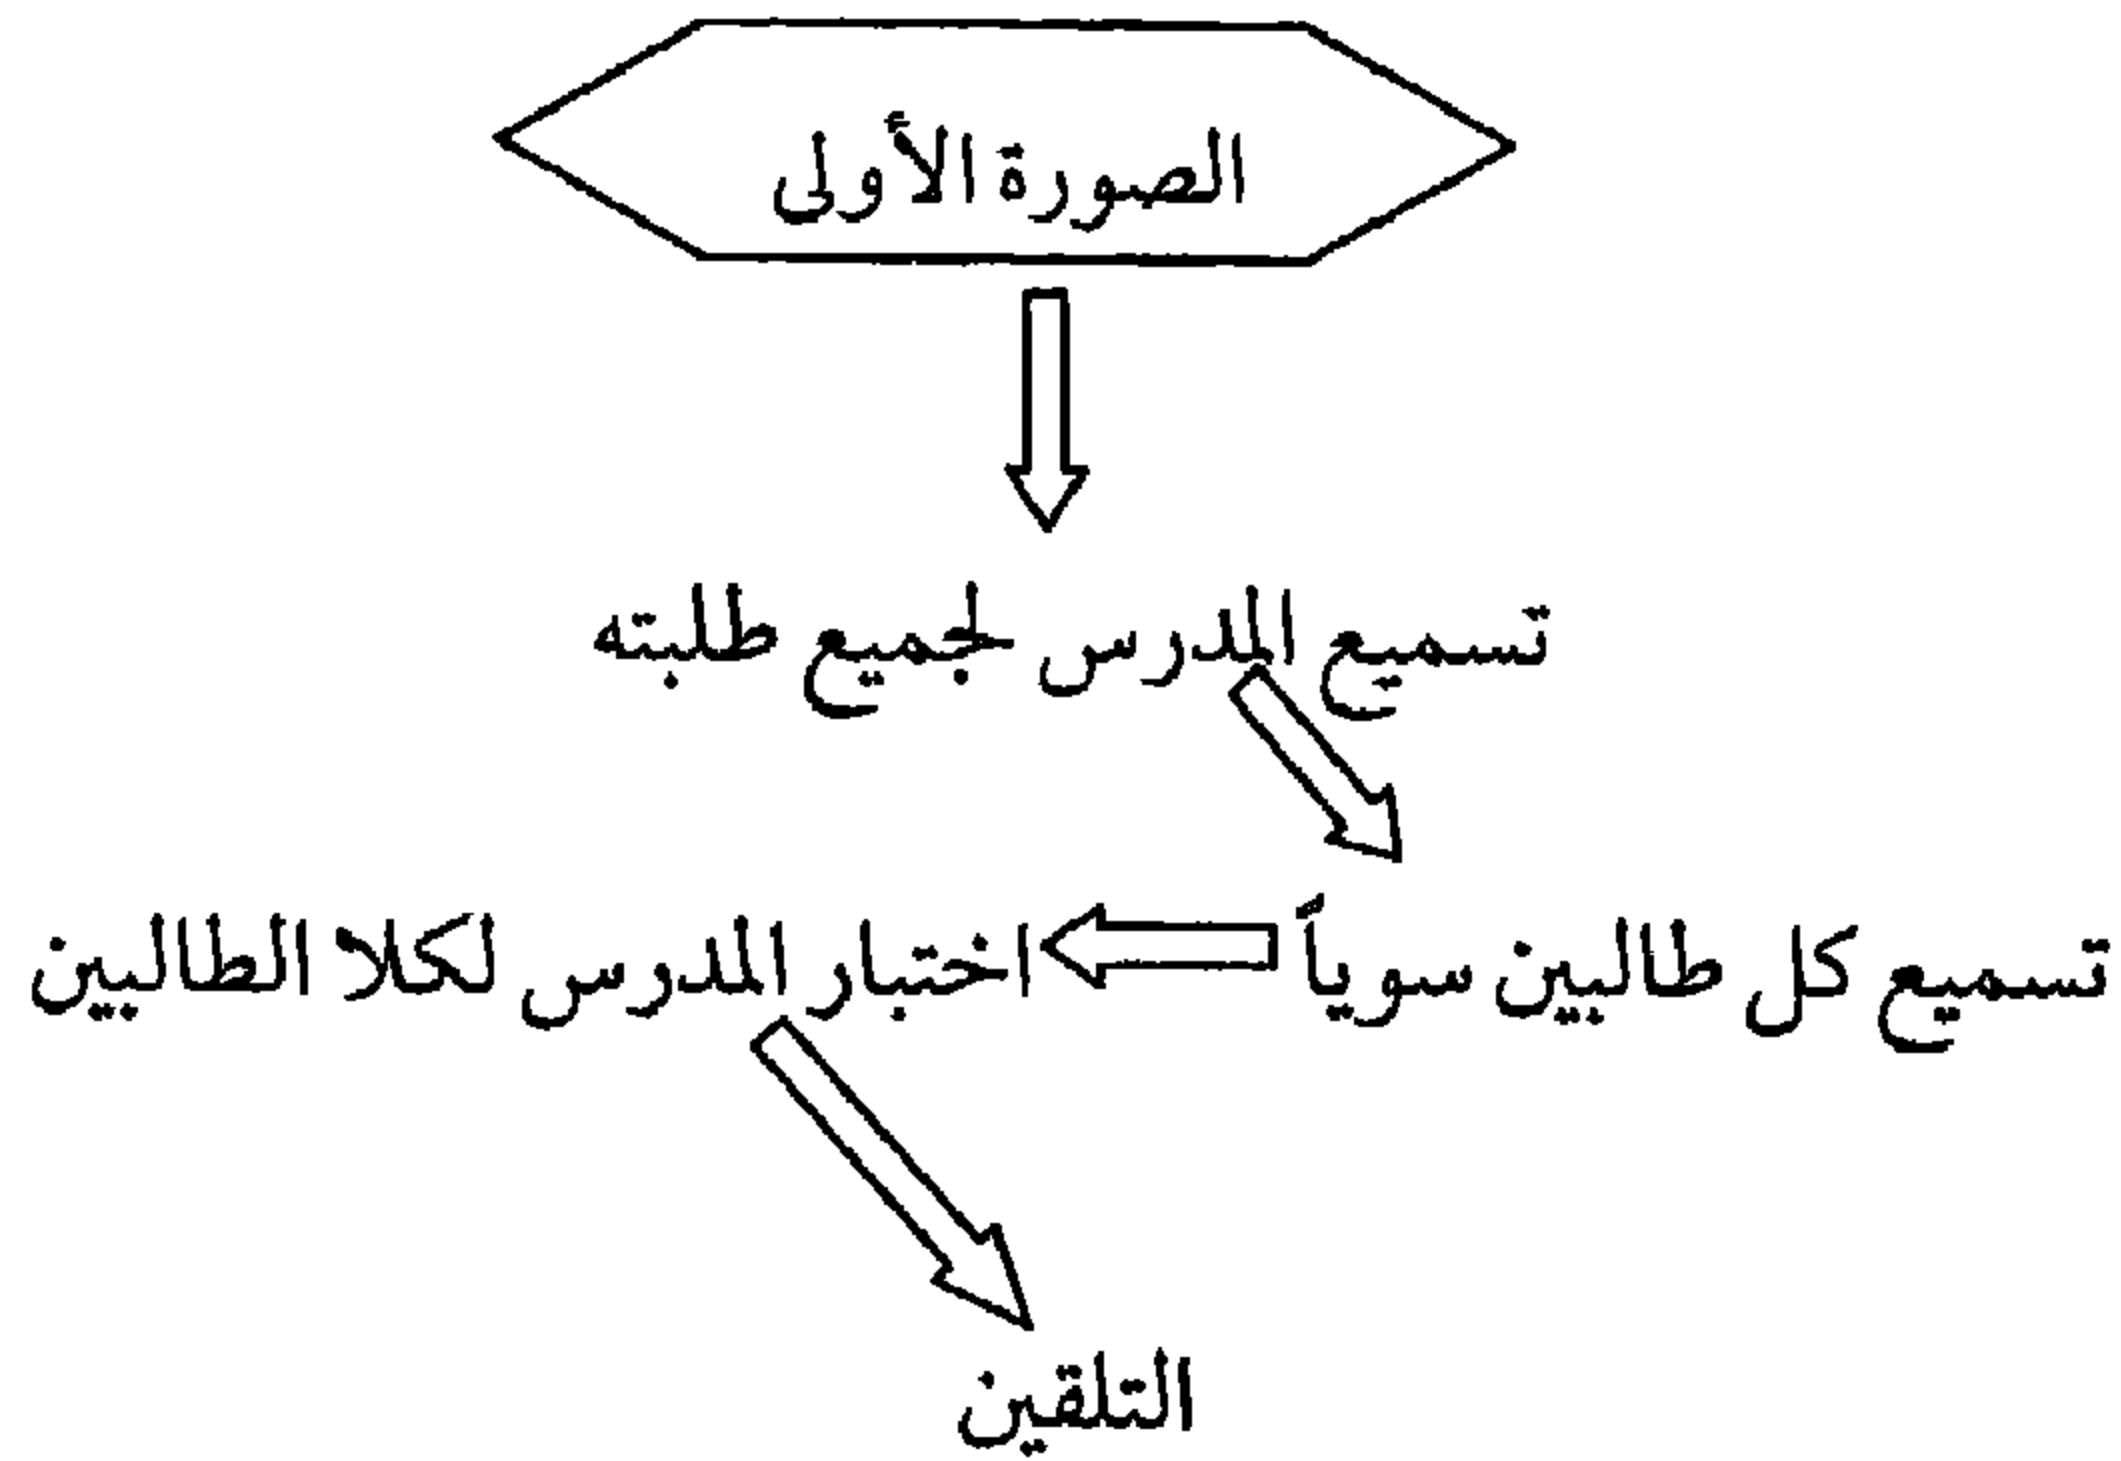 الصورة الأولى
تسميع المدرس لجميع طلبته
تسميع كل طالبين سوياً
اختبار المدرس لكلا الطالبين
التلقين